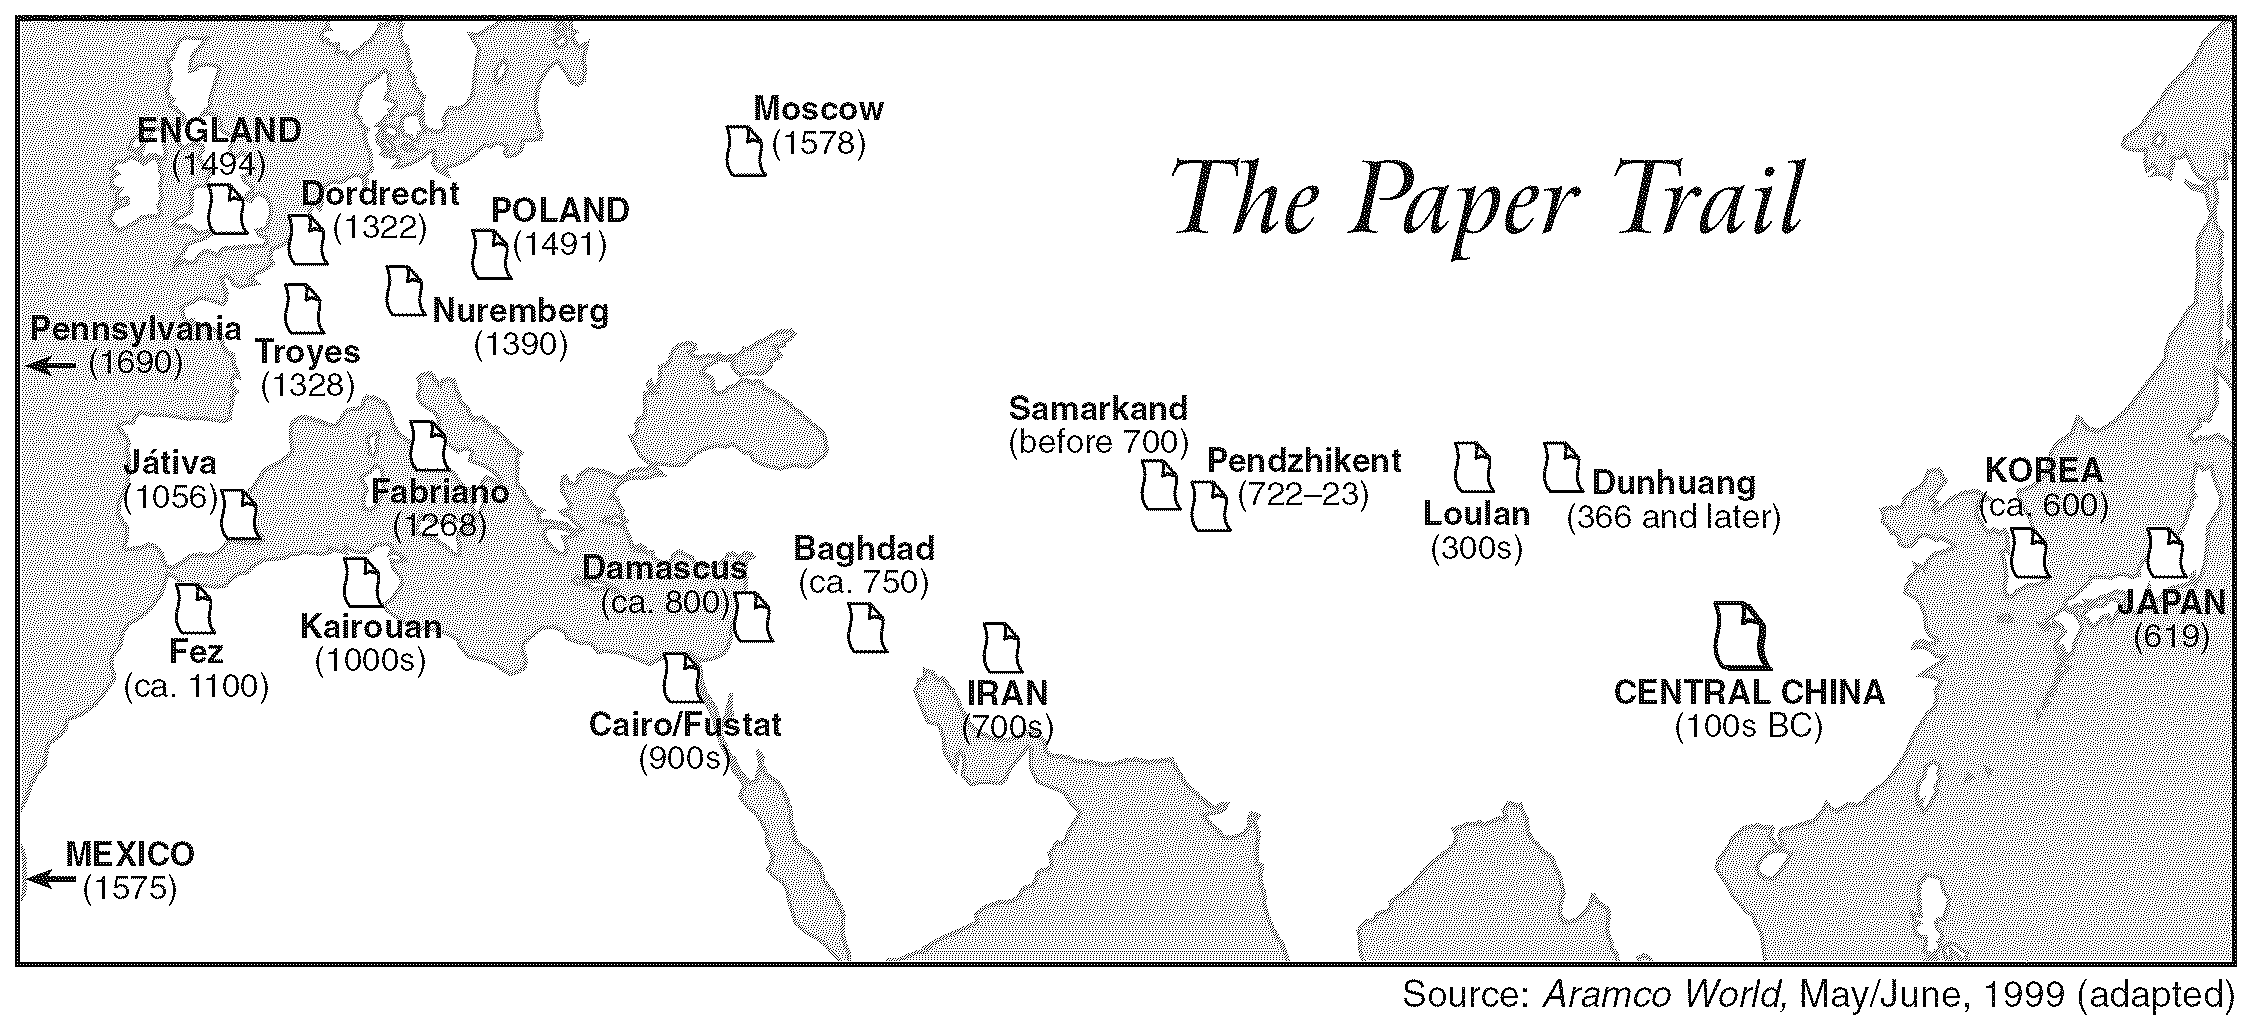 The Paper Trail
Moscow
(1578)
ENGLAND
(1494)
Dordrecht
(1322)
POLAND
(1491)
Nuremberg
(1390)
Pennsylvania
(1690)
Troyes
(1328)
Samarkand
(before 700)
Pendzhikent
(722–23)
Játiva
(1056)
Fabriano
(1268)
Loulan
(300s)
Dunhuang
(366 and later)
KOREA
(ca. 600)
Damascus
(ca. 800)
Baghdad
(ca. 750)
JAPAN
(619)
Kairouan
(1000s)
Fez
(ca. 1100)
IRAN
(700s)
CENTRAL CHINA
(100s BC)
Cairo/Fustat
(900s)
MEXICO
(1575)
Source: Aramco World, May/June, 1999 (adapted)